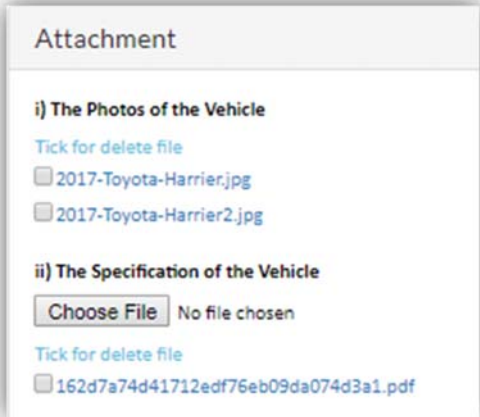 Attachment
i) The Photos of the Vehicle
Tick for delete file
2017-Toyota-Harrier.jpg
2017-Toyota-Harrier2.jpg
ii) The Specification of the Vehicle
Choose File No file chosen
Tick for delete file
162d7a74d41712edf76eb09da074d3a1.pdf